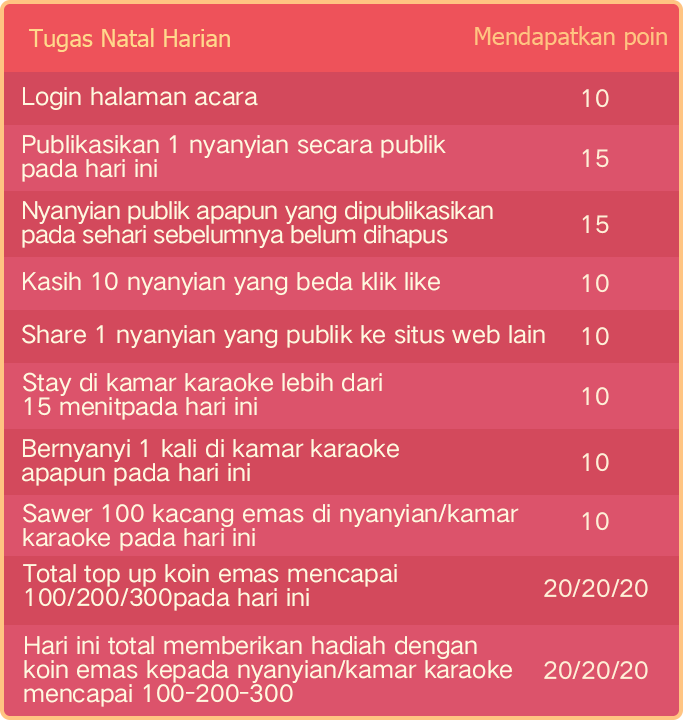 Tugas Natal Harian
Mendapatkan poin
Login halaman acara
10
Publikasikan 1 nyanyian secara publik
pada hari ini
15
Nyanyian publik apapun yang dipublikasikan
pada sehari sebelumnya belum dihapus
15
Kasih 10 nyanyian yang beda klik like
10
Share 1 nyanyian yang publik ke situs web lain
10
Stay di kamar karaoke lebih dari
15 menitpada hari ini
10
Bernyanyi 1 kali di kamar karaoke
apapun pada hari ini
10
Sawer 100 kacang emas di nyanyian/kamar
karaoke pada hari ini
10
Total top up koin emas mencapai
100/200/300pada hari ini
20/20/20
Hari ini total memberikan hadiah dengan
koin emas kepada nyanyian/kamar karaoke
mencapai 100-200-300
20/20/20